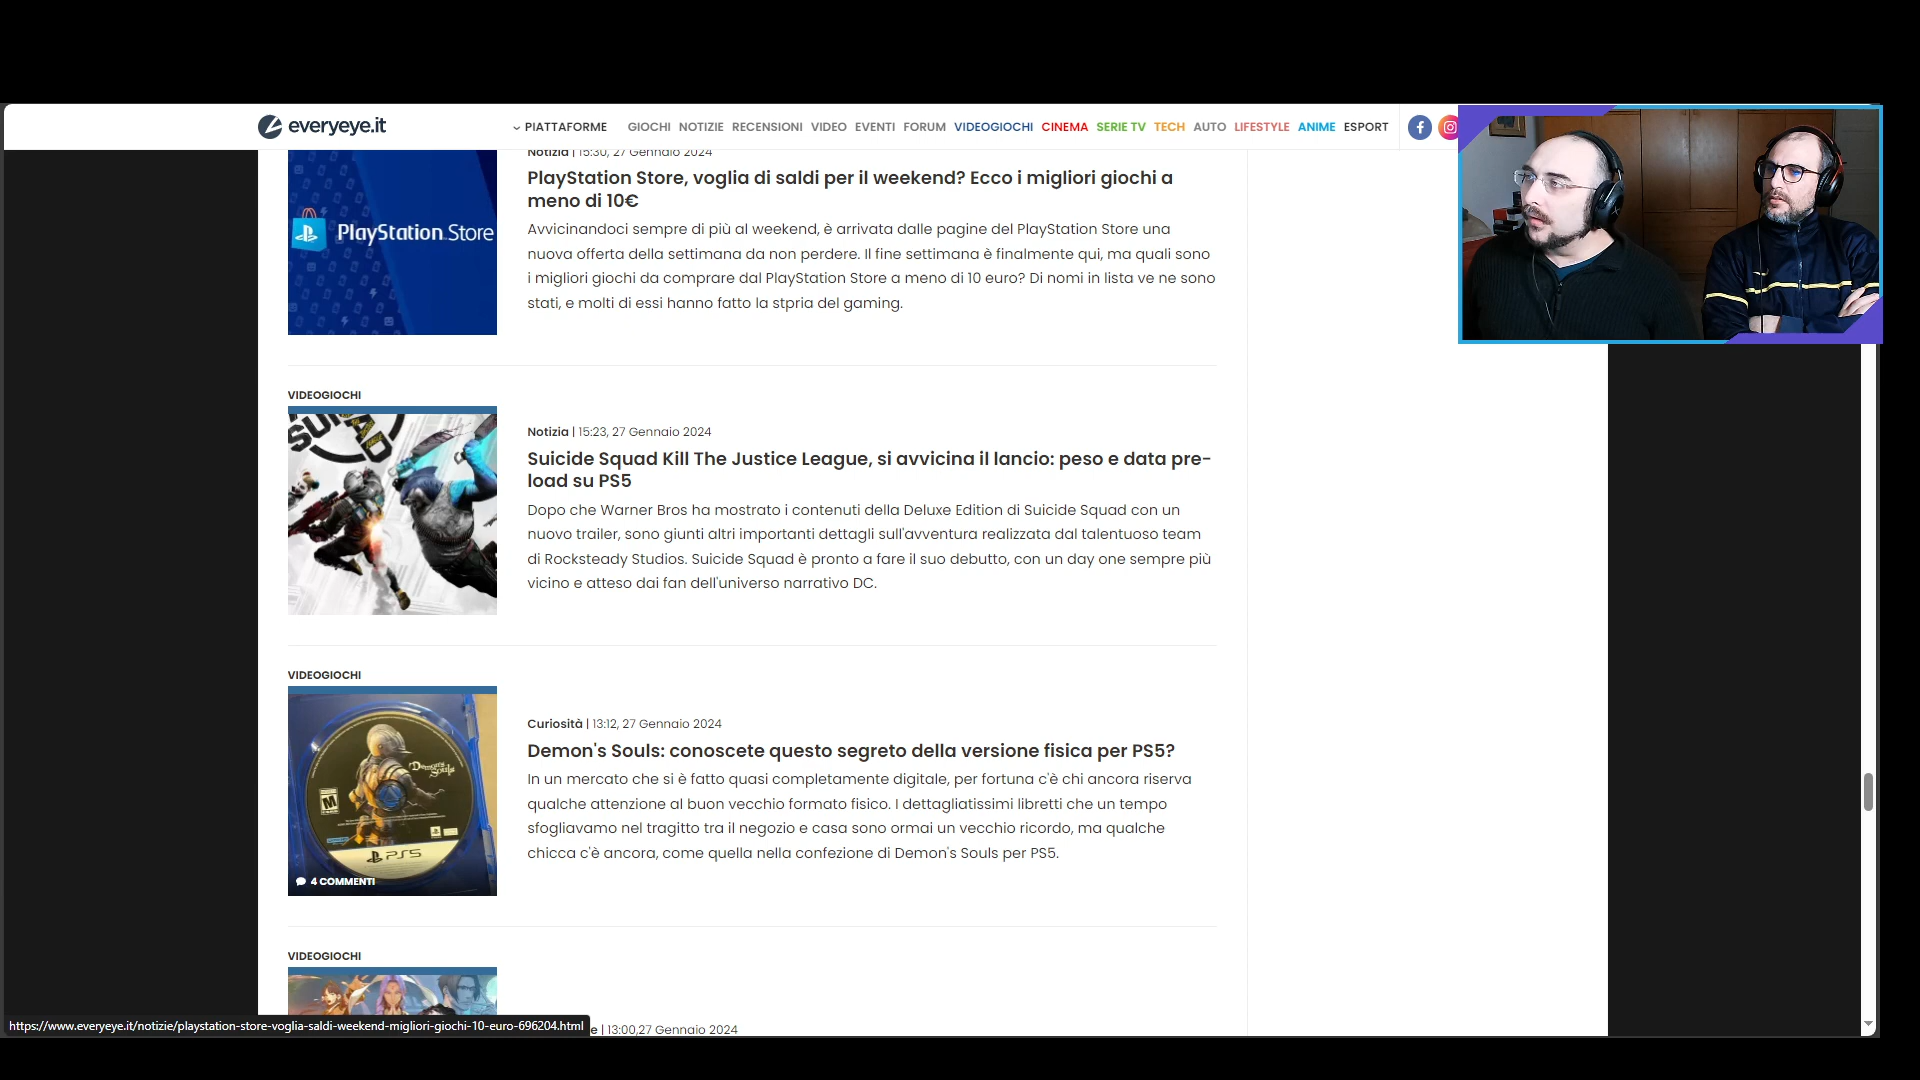 everyeye.it
PIATTAFORME GIOCHI NOTIZIE RECENSIONI VIDEO EVENTI FORUM VIDEOGIOCHI CINEMA SERIE TV TECH AUTO LIFESTYLE ANIME ESPORT
Notizia | 15:30, 27 Gennaio 2024
PlayStation Store, voglia di saldi per il weekend? Ecco i migliori giochi a
meno di 10€
Avvicinandoci sempre di più al weekend, è arrivata dalle pagine del PlayStation Store una
nuova offerta della settimana da non perdere. Il fine settimana è finalmente qui, ma quali sono
i migliori giochi da comprare dal PlayStation Store a meno di 10 euro? Di nomi in lista ve ne sono
stati, e molti di essi hanno fatto la stpria del gaming.
PlayStation Store
VIDEOGIOCHI
SUICIDE SQUAD
Notizia | 15:23, 27 Gennaio 2024
Suicide Squad Kill The Justice League, si avvicina il lancio: peso e data pre-
load su PS5
Dopo che Warner Bros ha mostrato i contenuti della Deluxe Edition di Suicide Squad con un
nuovo trailer, sono giunti altri importanti dettagli sull'avventura realizzata dal talentuoso team
di Rocksteady Studios. Suicide Squad è pronto a fare il suo debutto, con un day one sempre più
vicino e atteso dai fan dell'universo narrativo DC.
VIDEOGIOCHI
Demon's Souls
M
PS5
4 COMMENTI
Curiosità | 13:12, 27 Gennaio 2024
Demon's Souls: conoscete questo segreto della versione fisica per PS5?
In un mercato che si è fatto quasi completamente digitale, per fortuna c'è chi ancora riserva
qualche attenzione al buon vecchio formato fisico. I dettagliatissimi libretti che un tempo
sfogliavamo nel tragitto tra il negozio e casa sono ormai un vecchio ricordo, ma qualche
chicca c'è ancora, come quella nella confezione di Demon's Souls per PS5.
VIDEOGIOCHI
e | 13:00,27 Gennaio 2024
https://www.everyeye.it/notizie/playstation-store-voglia-saldi-weekend-migliori-giochi-10-euro-696204.html